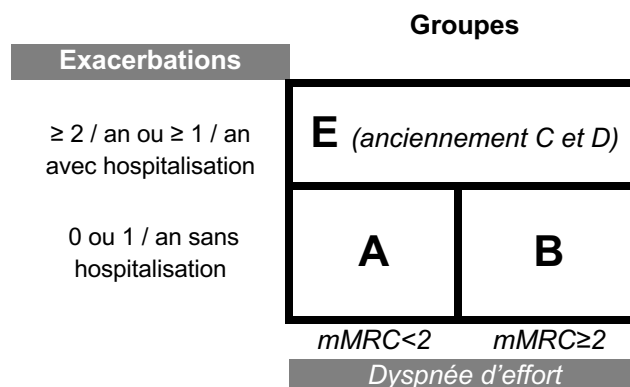 Groupes
Exacerbations
≥ 2 / an ou ≥ 1 / an
avec hospitalisation
E (anciennement C et D)
0 ou 1 / an sans
hospitalisation
A
B
mMRC<2
mMRC≥2
Dyspnée d’effort